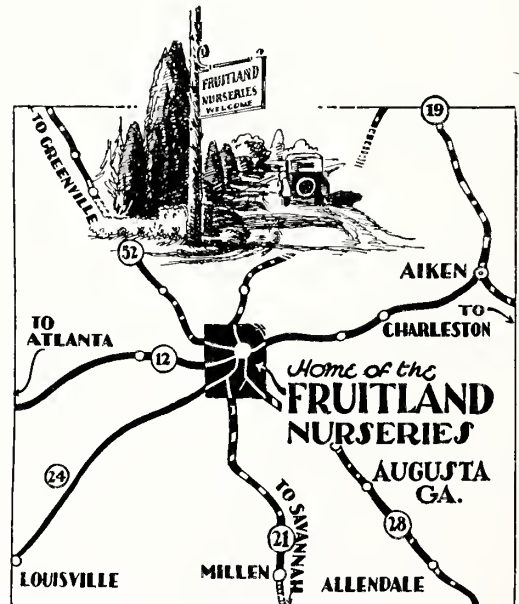 FRUITLAND
NURSERIES
WELCOME
19
TO GREENVILLE
52
AIKEN
TO
CHARLESTON
TO
ATLANTA
12
Home of the
FRUITLAND
NURSERIES
AUGUSTA
GA.
24
TO SAVANNAH
28
21
LOUISVILLE
MILLEN
ALLENDALE